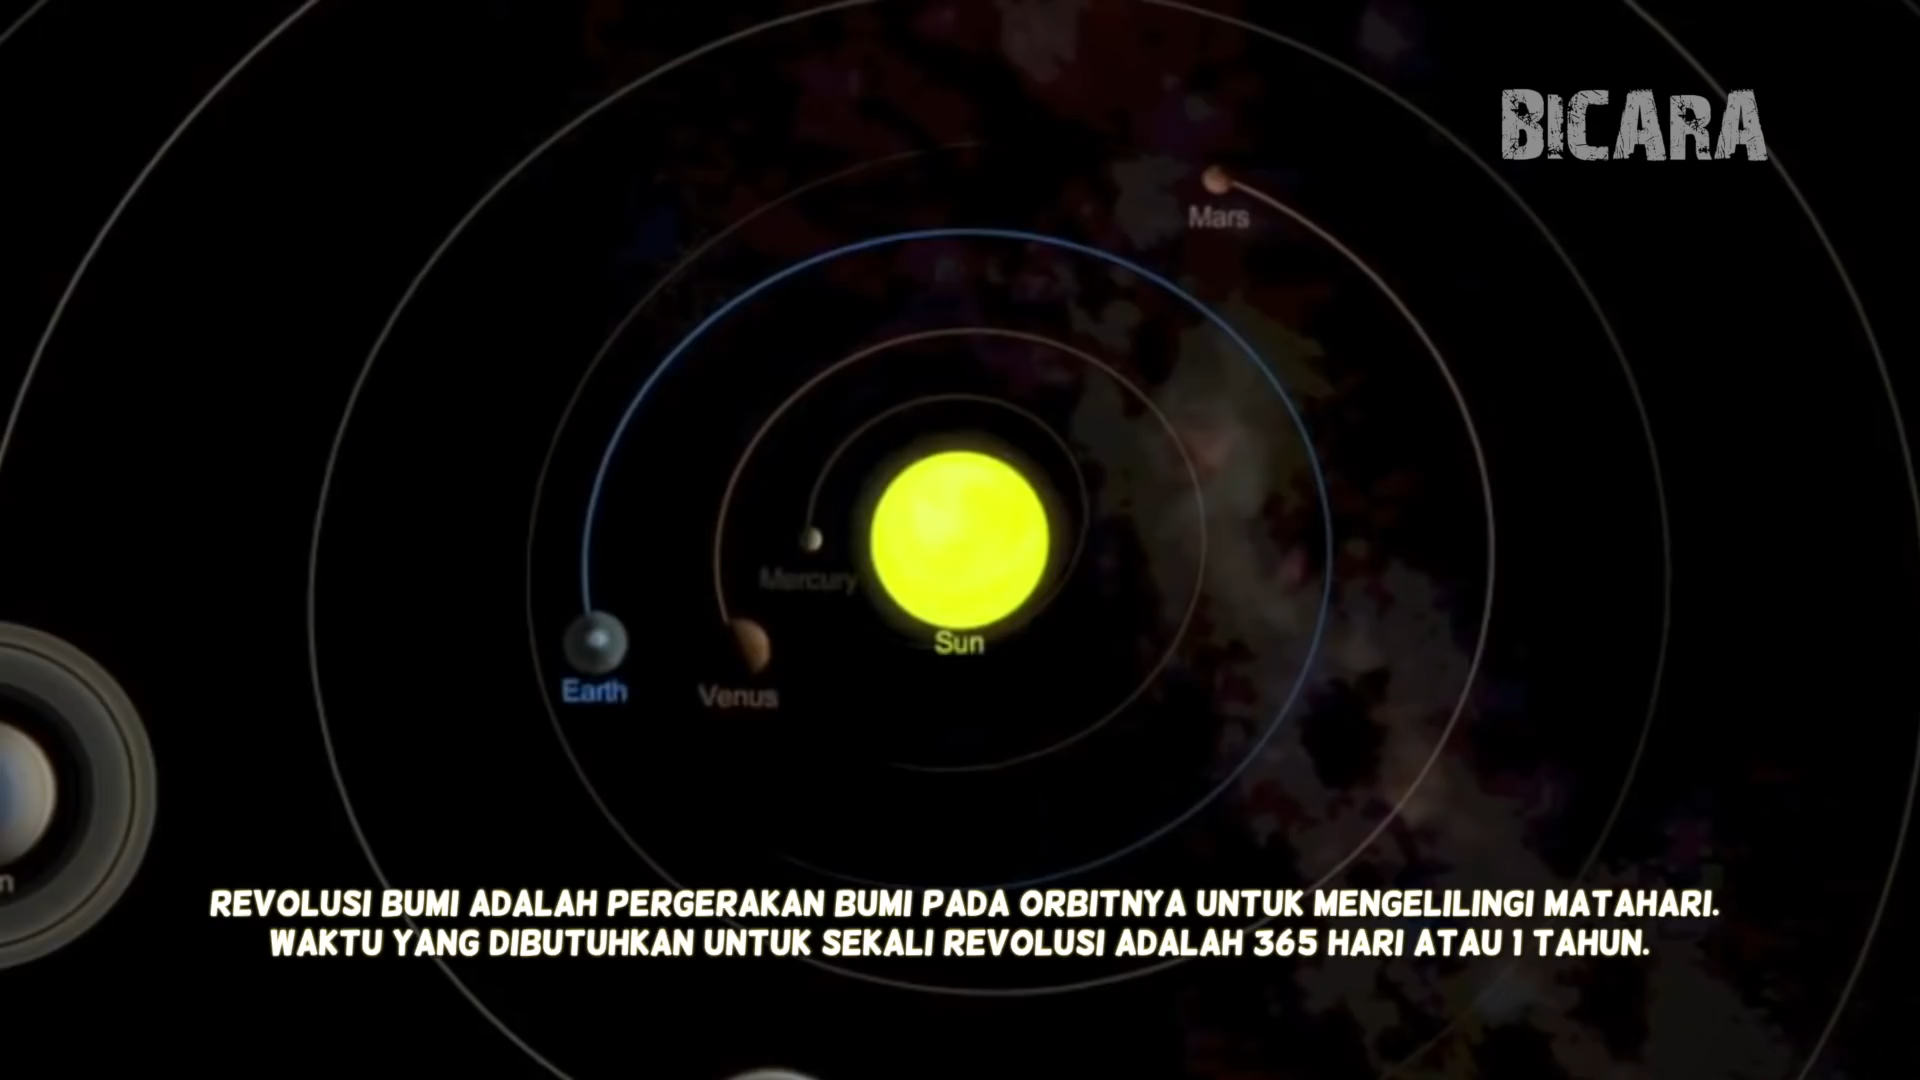 BICARA
Mars
Mercury
Sun
Earth
Venus
n
REVOLUSI BUMI ADALAH PERGERAKAN BUMI PADA ORBITNYA UNTUK MENGELILINGI MATAHARI.
WAKTU YANG DIBUTUHKAN UNTUK SEKALI REVOLUSI ADALAH 365 HARI ATAU 1 TAHUN.